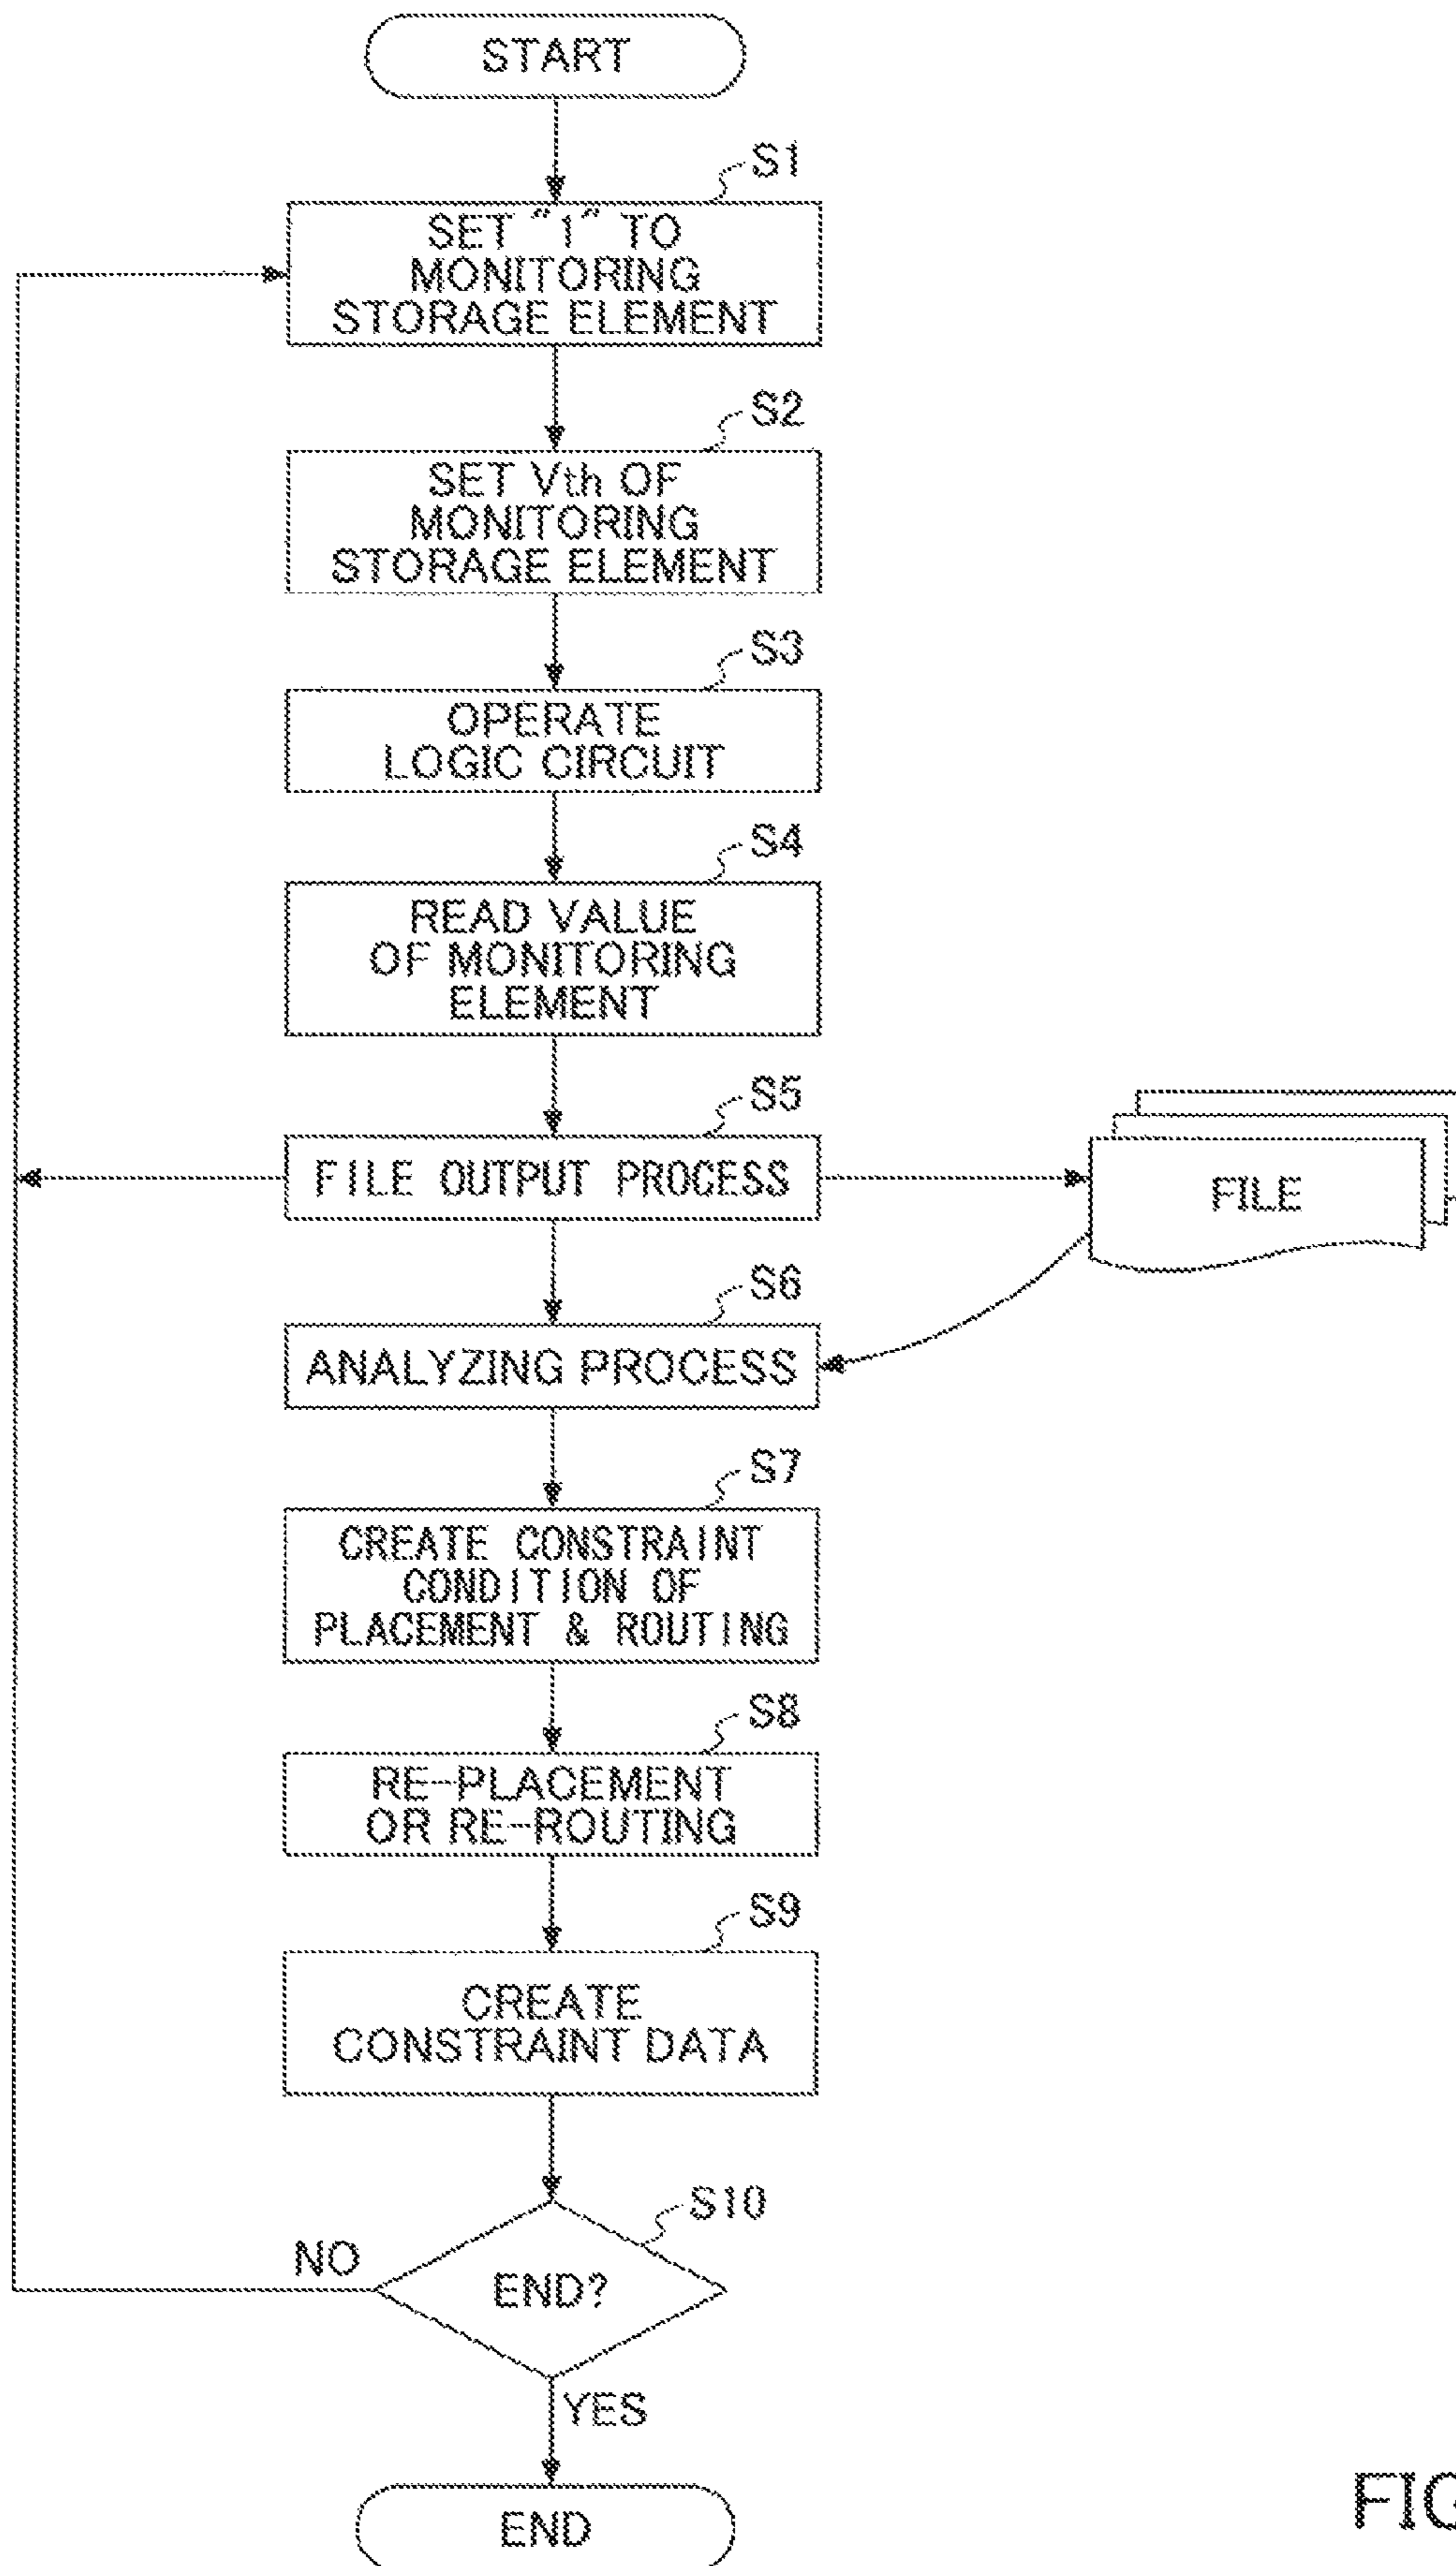 START
S1
SET "1" TO
MONITORING
STORAGE ELEMENT
S2
SET Vth OF
MONITORING
STORAGE ELEMENT
S3
OPERATE
LOGIC CIRCUIT
S4
READ VALUE
OF MONITORING
ELEMENT
S5
FILE OUTPUT PROCESS
FILE
S6
ANALYZING PROCESS
S7
CREATE CONSTRAINT
CONDITION OF
PLACEMENT & ROUTING
S8
RE-PLACEMENT
OR RE-ROUTING
S9
CREATE
CONSTRAINT DATA
S10
END?
NO
YES
END
FIG